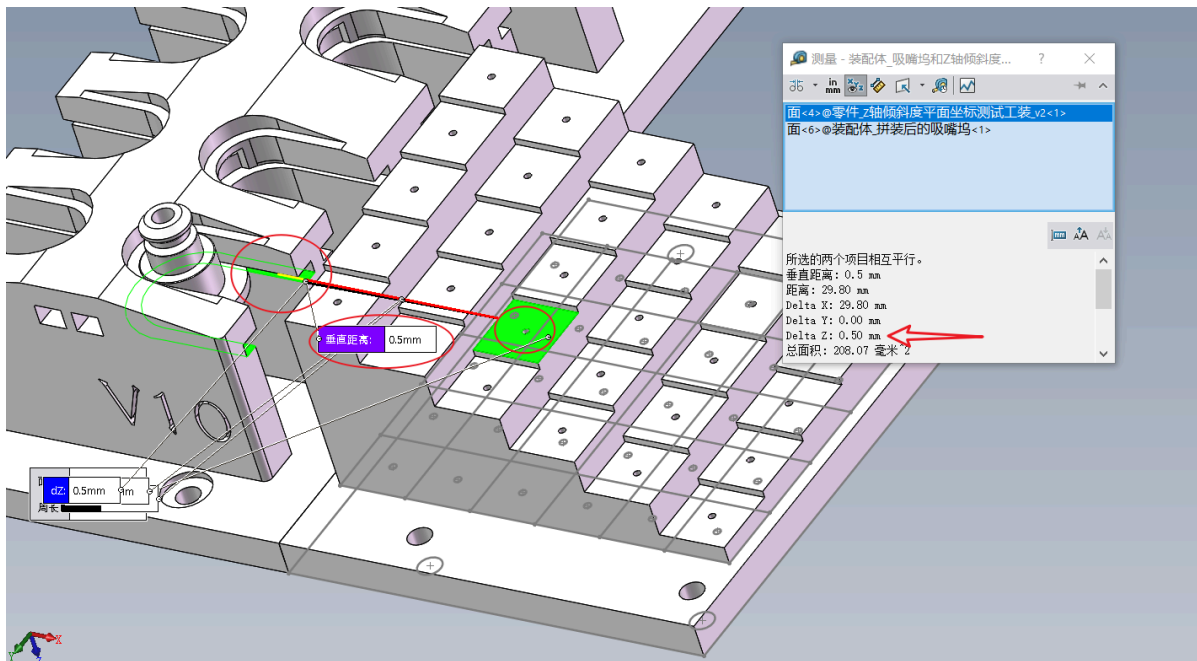 测量 - 装配体_吸嘴坞和Z轴倾斜度... ?
in
mm
面<4>@零件_Z轴倾斜度平面坐标测试工装_v2<1>
面<6>@装配体_拼装后的吸嘴坞<1>
所选的两个项目相互平行。
垂直距离: 0.5 mm
距离: 29.80 mm
Delta X: 29.80 mm
Delta Y: 0.00 mm
Delta Z: 0.50 mm
总面积: 208.07 毫米^2
垂直距离: 0.5mm
V10
dZ: 0.5mm
周长
X
Y
Z